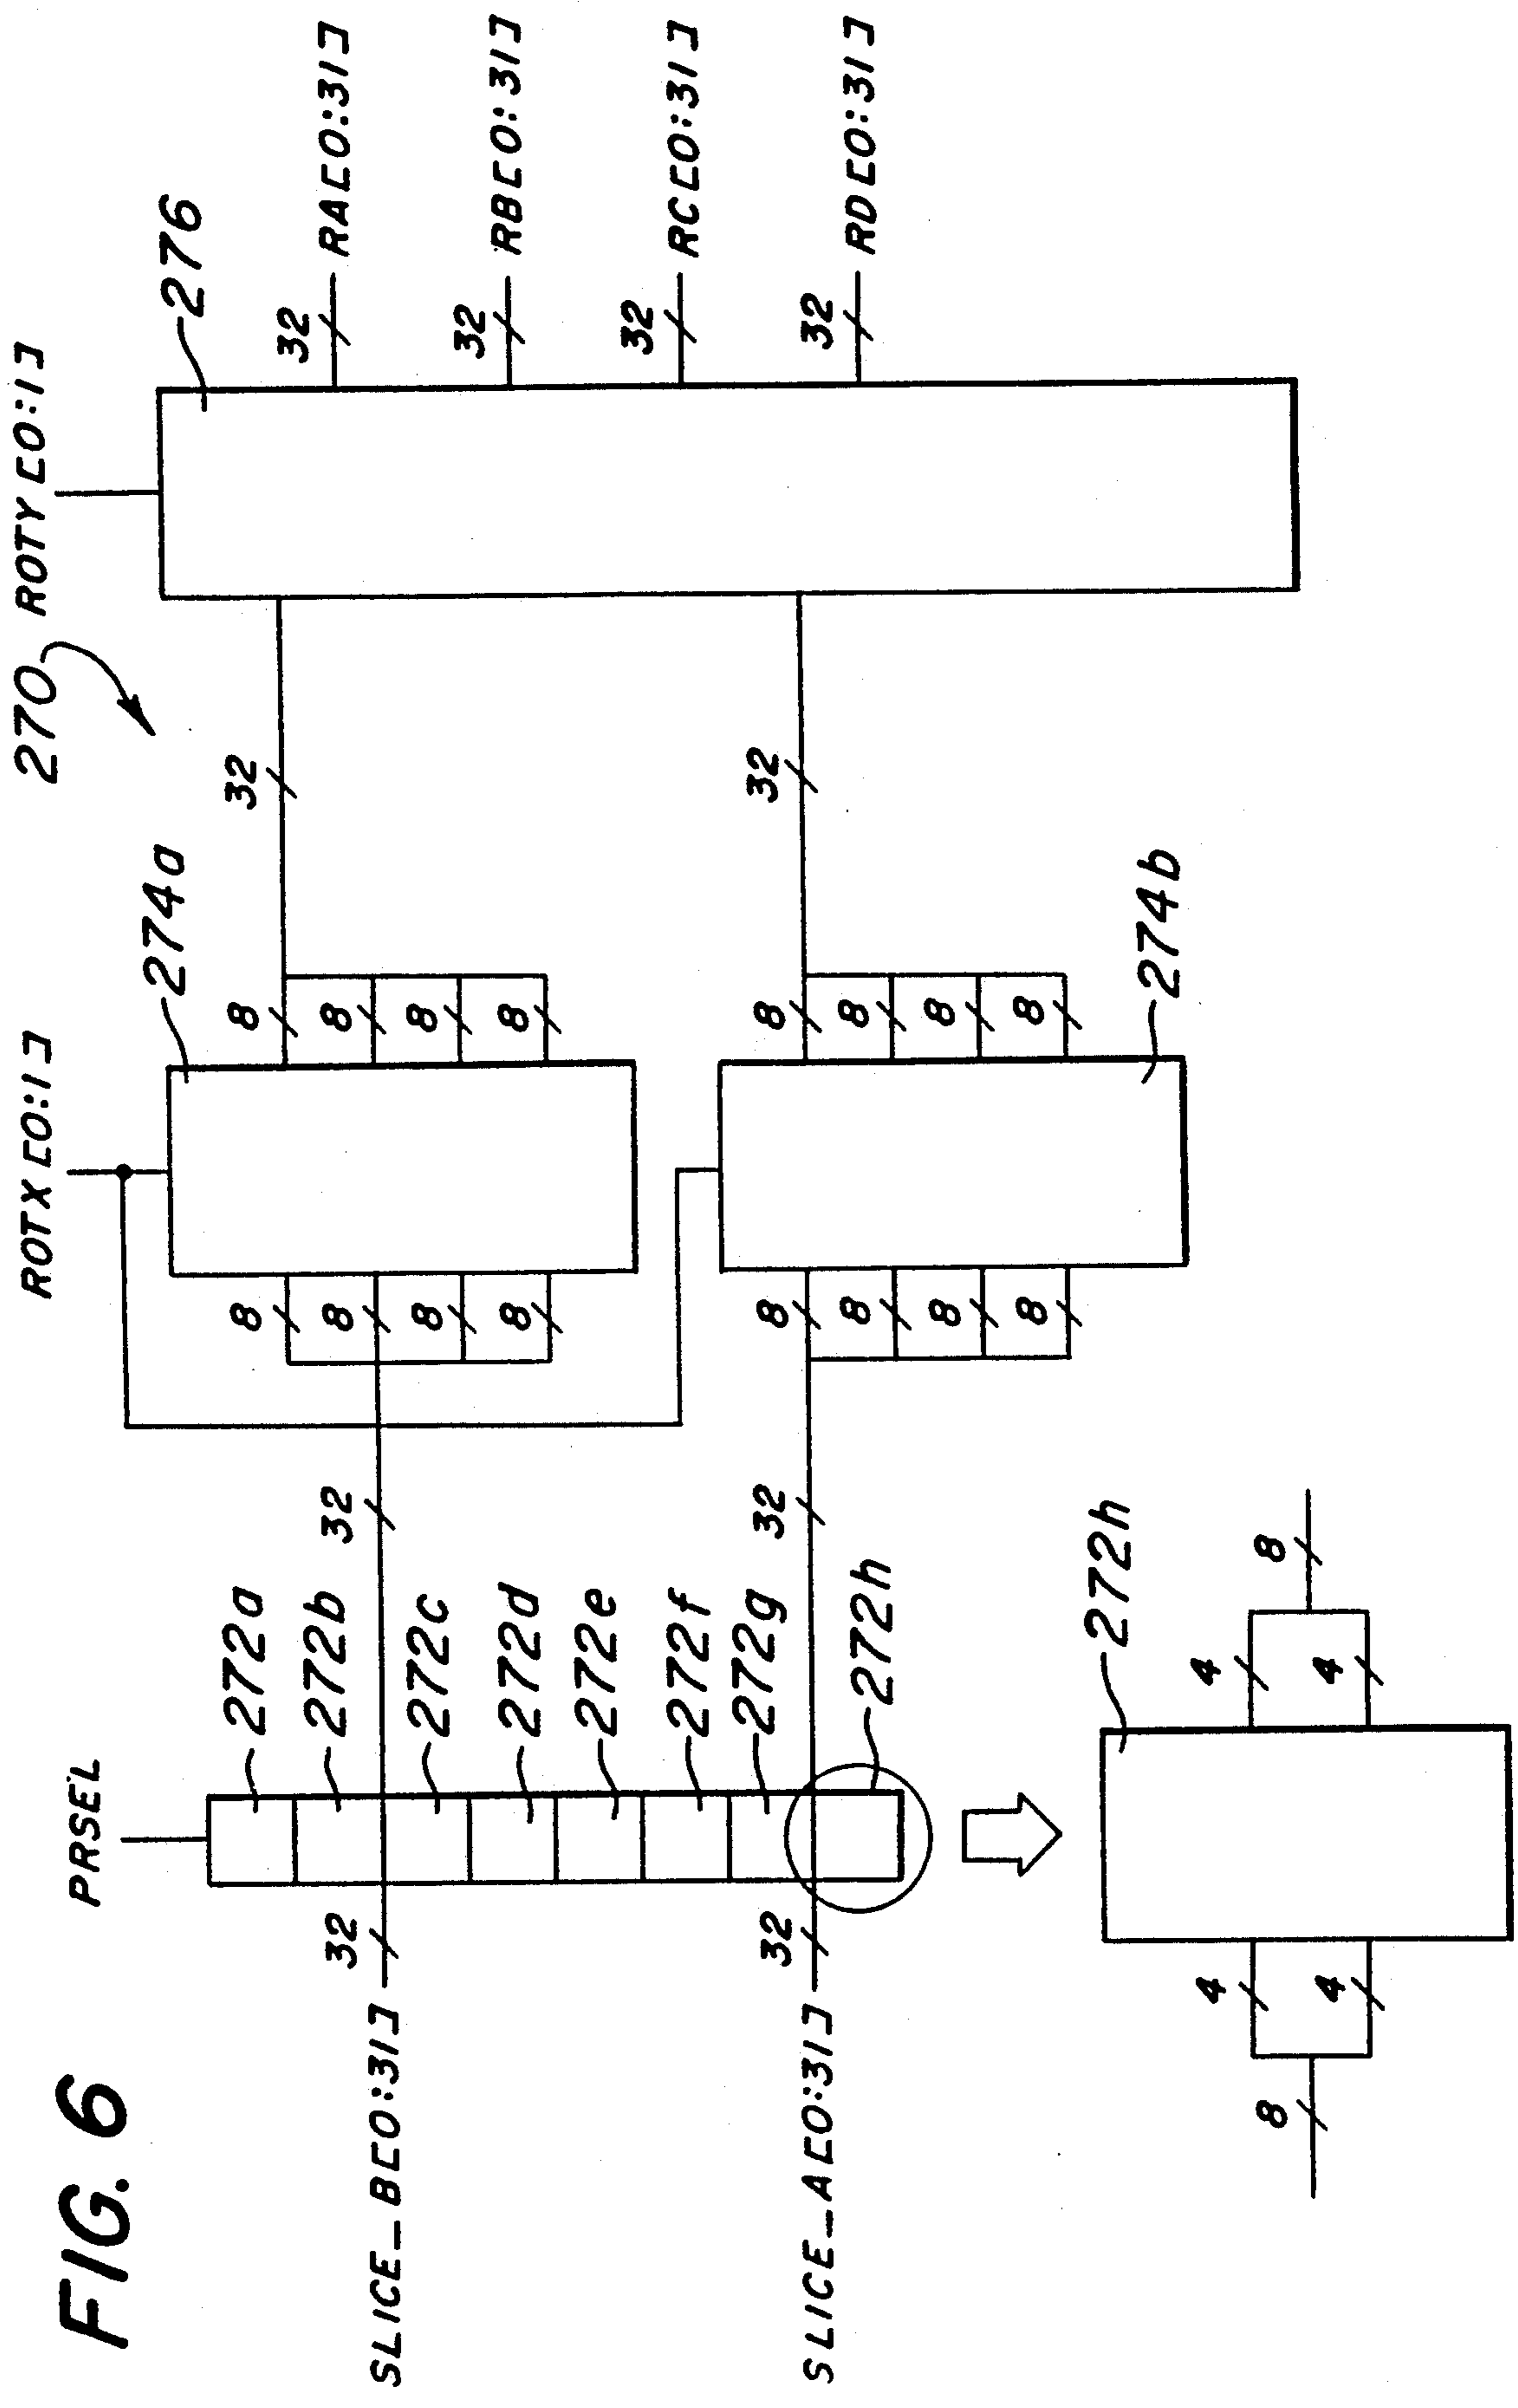 FIG. 6
270
PRSEL
ROTX[0:1]
ROTY[0:1]
272a
272b
272c
272d
272e
272f
272g
272h
274a
274b
276
SLICE_B[0:31]
32
32
8
8
8
8
8
8
8
8
32
SLICE_A[0:31]
32
32
8
8
8
8
8
8
8
8
32
32
RA[0:31]
32
RB[0:31]
32
RC[0:31]
32
RD[0:31]
272h
8
4
4
4
4
8